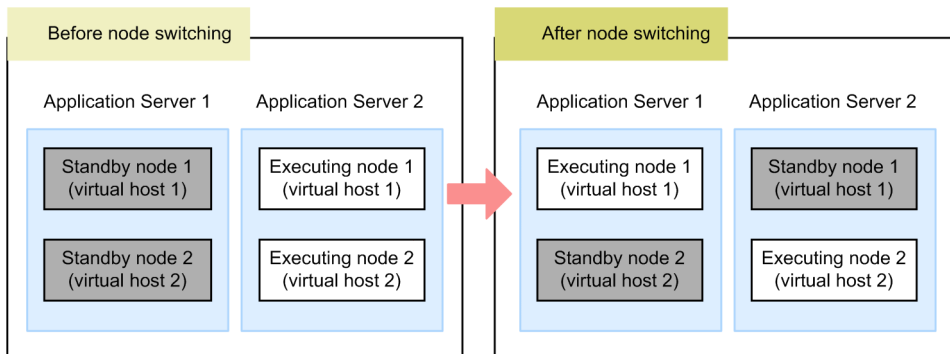 Before node switching
Application Server 1
Application Server 2
Standby node 1
(virtual host 1)
Executing node 1
(virtual host 1)
Standby node 2
(virtual host 2)
Executing node 2
(virtual host 2)
After node switching
Application Server 1
Application Server 2
Executing node 1
(virtual host 1)
Standby node 1
(virtual host 1)
Standby node 2
(virtual host 2)
Executing node 2
(virtual host 2)